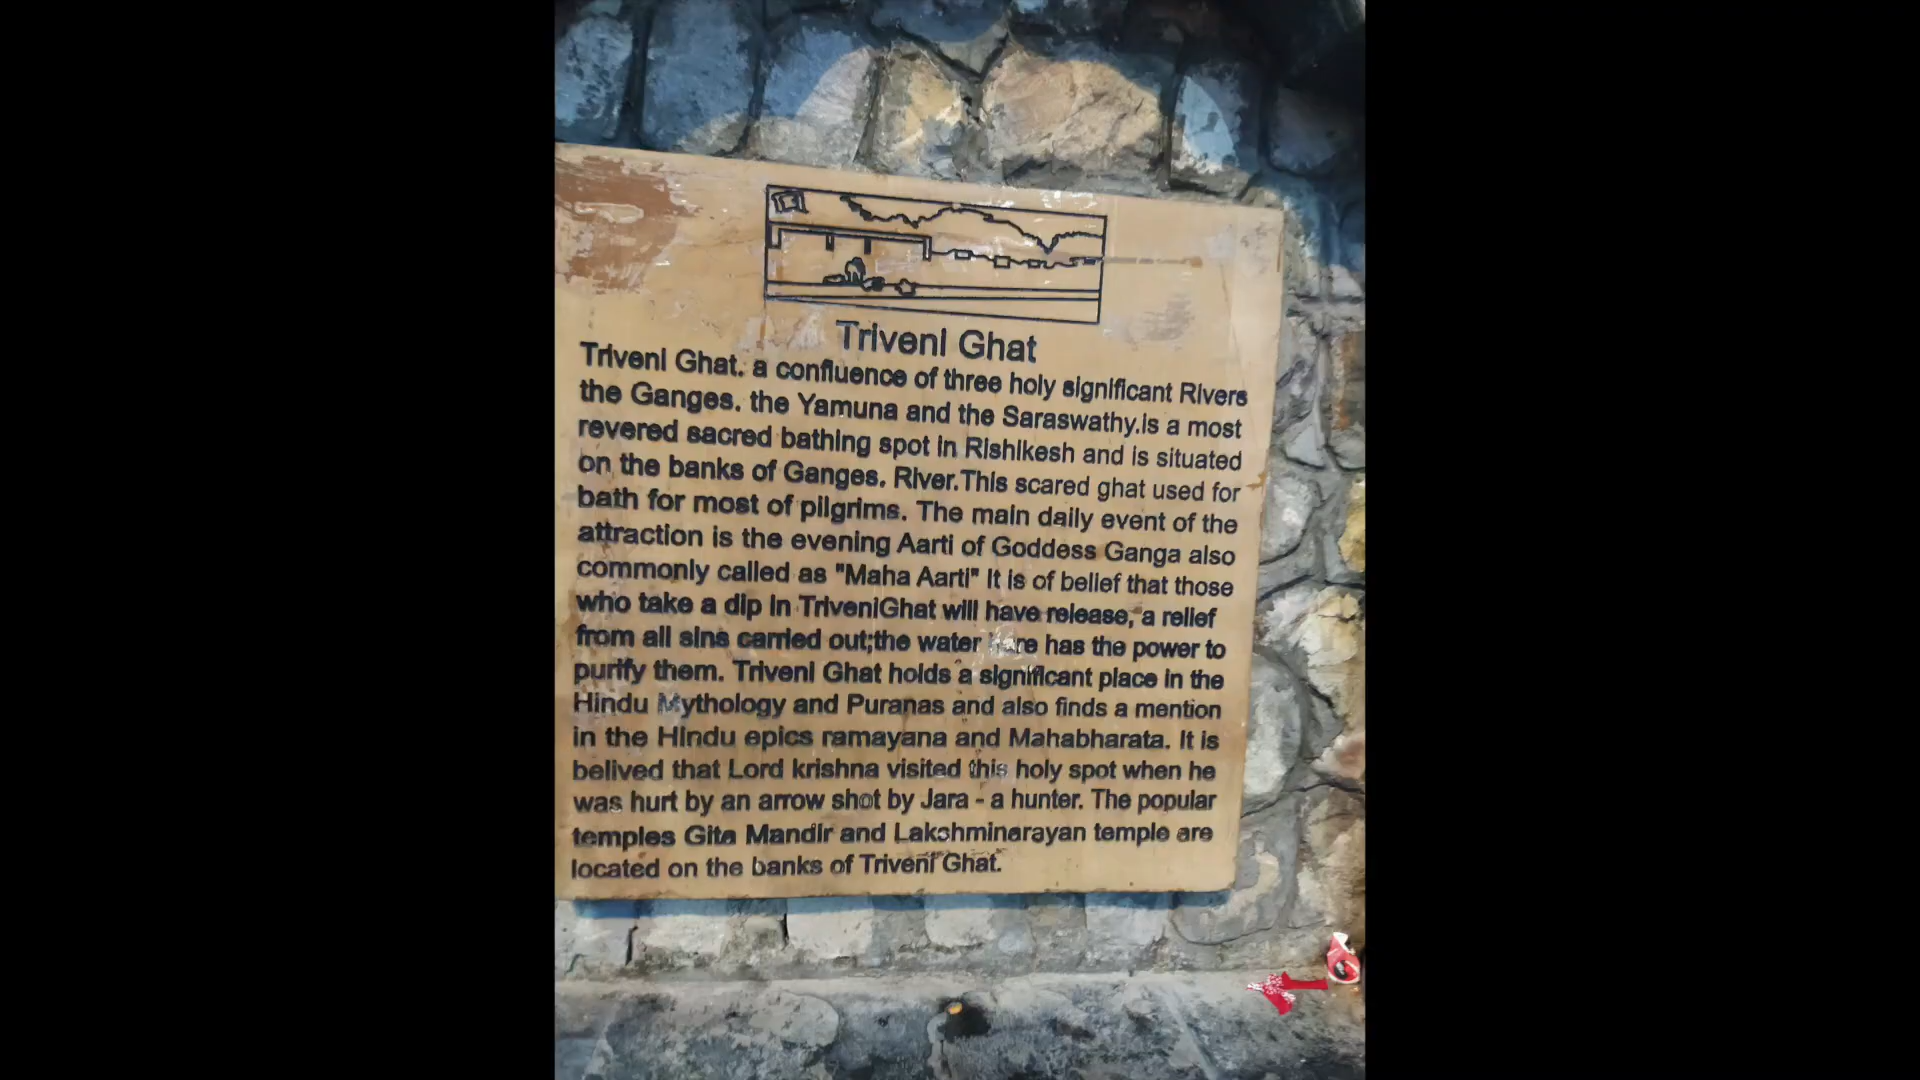 Triveni Ghat
Triveni Ghat. a confluence of three holy significant Rivers
the Ganges. the Yamuna and the Saraswathy.is a most
revered sacred bathing spot in Rishikesh and is situated
on the banks of Ganges. River.This scared ghat used for
bath for most of pilgrims. The main daily event of the
attraction is the evening Aarti of Goddess Ganga also
commonly called as "Maha Aarti" It is of belief that those
who take a dip in TriveniGhat will have release, a relief
from all sins carried out;the water has the power to
purify them. Triveni Ghat holds a significant place in the
Hindu Mythology and Puranas and also finds a mention
in the Hindu epics ramayana and Mahabharata. It is
belived that Lord krishna visited this holy spot when he
was hurt by an arrow shot by Jara - a hunter. The popular
temples Gita Mandir and Lakshminarayan temple are
located on the banks of Triveni Ghat.